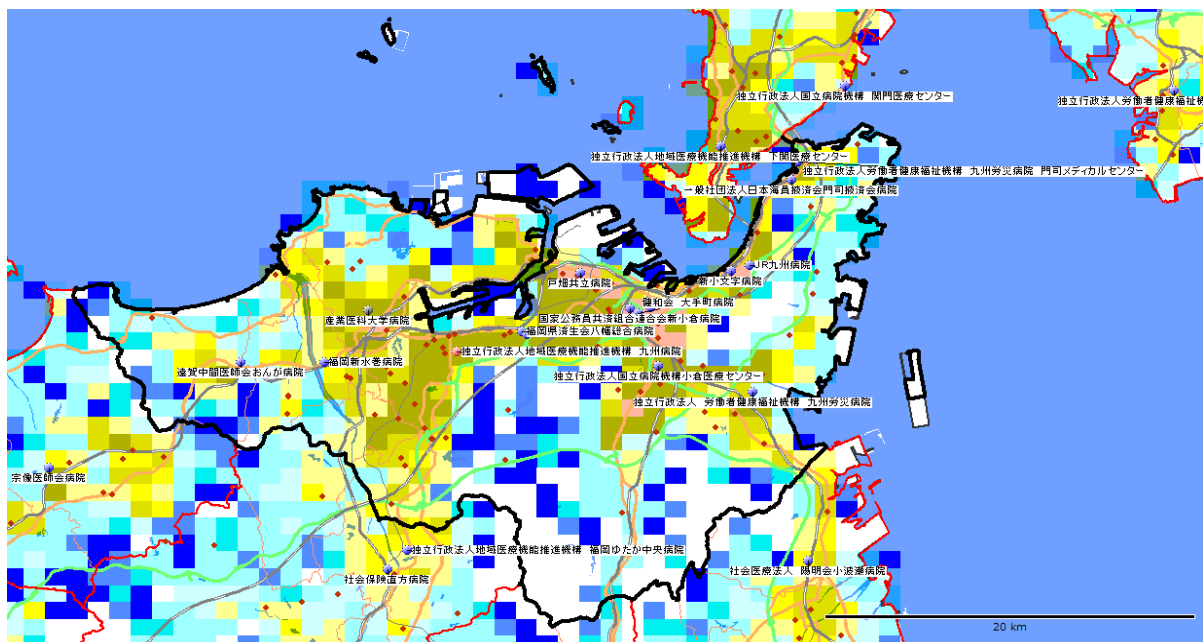 独立行政法人国立病院機構 関門医療センター
独立行政法人労働者健康福祉機
独立行政法人地域医療機能推進機構 下関医療センター
独立行政法人労働者健康福祉機構 九州労災病院 門司メディカルセンター
一般社団法人日本海員掖済会門司掖済会病院
JR九州病院
新小文字病院
戸畑共立病院
健和会 大手町病院
国家公務員共済組合連合会新小倉病院
産業医科大学病院
福岡県済生会八幡総合病院
独立行政法人地域医療機能推進機構 九州病院
福岡新水巻病院
遠賀中間医師会おんが病院
独立行政法人国立病院機構小倉医療センター
独立行政法人 労働者健康福祉機構 九州労災病院
宗像医師会病院
独立行政法人地域医療機能推進機構 福岡ゆたか中央病院
社会保険直方病院
社会医療法人 陽明会小波瀬病院
20 km